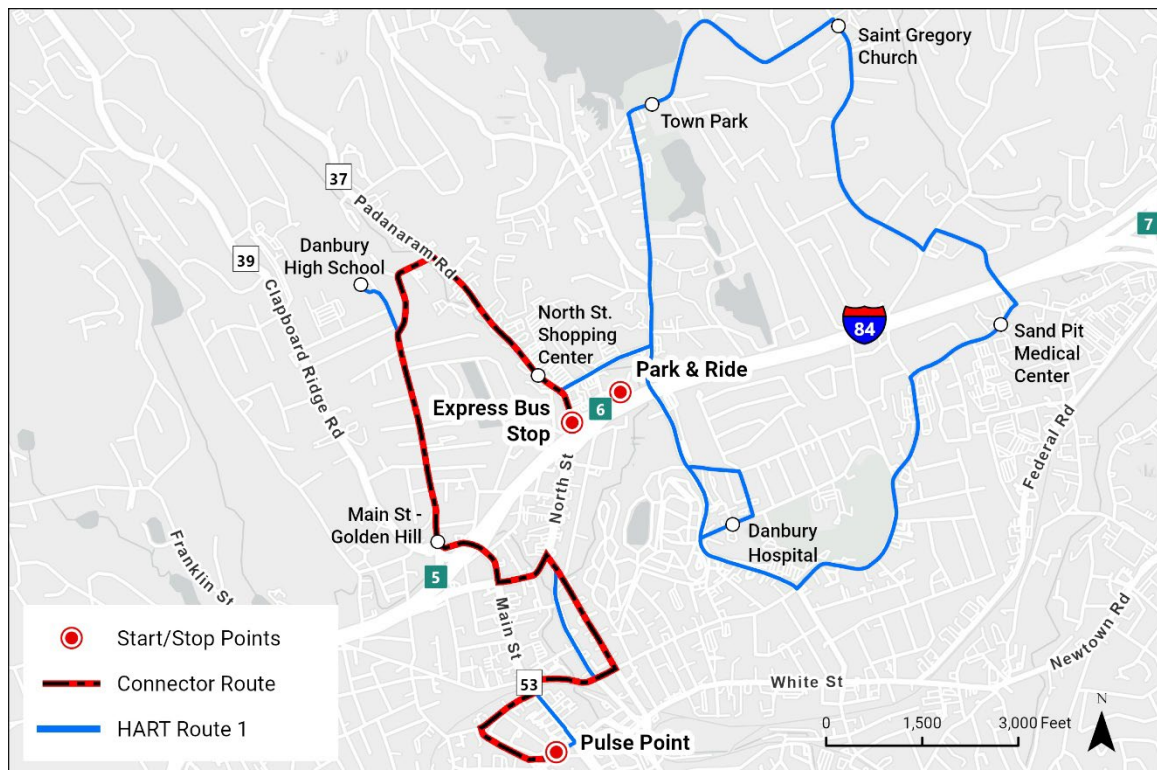 Saint Gregory
Church
Town Park
37
Padanaram Rd
7
Danbury
High School
39
Clapboard Ridge Rd
North St.
Shopping
Center
84
Sand Pit
Medical
Center
Park & Ride
6
Express Bus
Stop
North St
Federal Rd
Main St -
Golden Hill
Danbury
Hospital
Franklin St
5
Main St
Newtown Rd
Start/Stop Points
Connector Route
HART Route 1
53
White St
Pulse Point
0 1,500 3,000 Feet
N